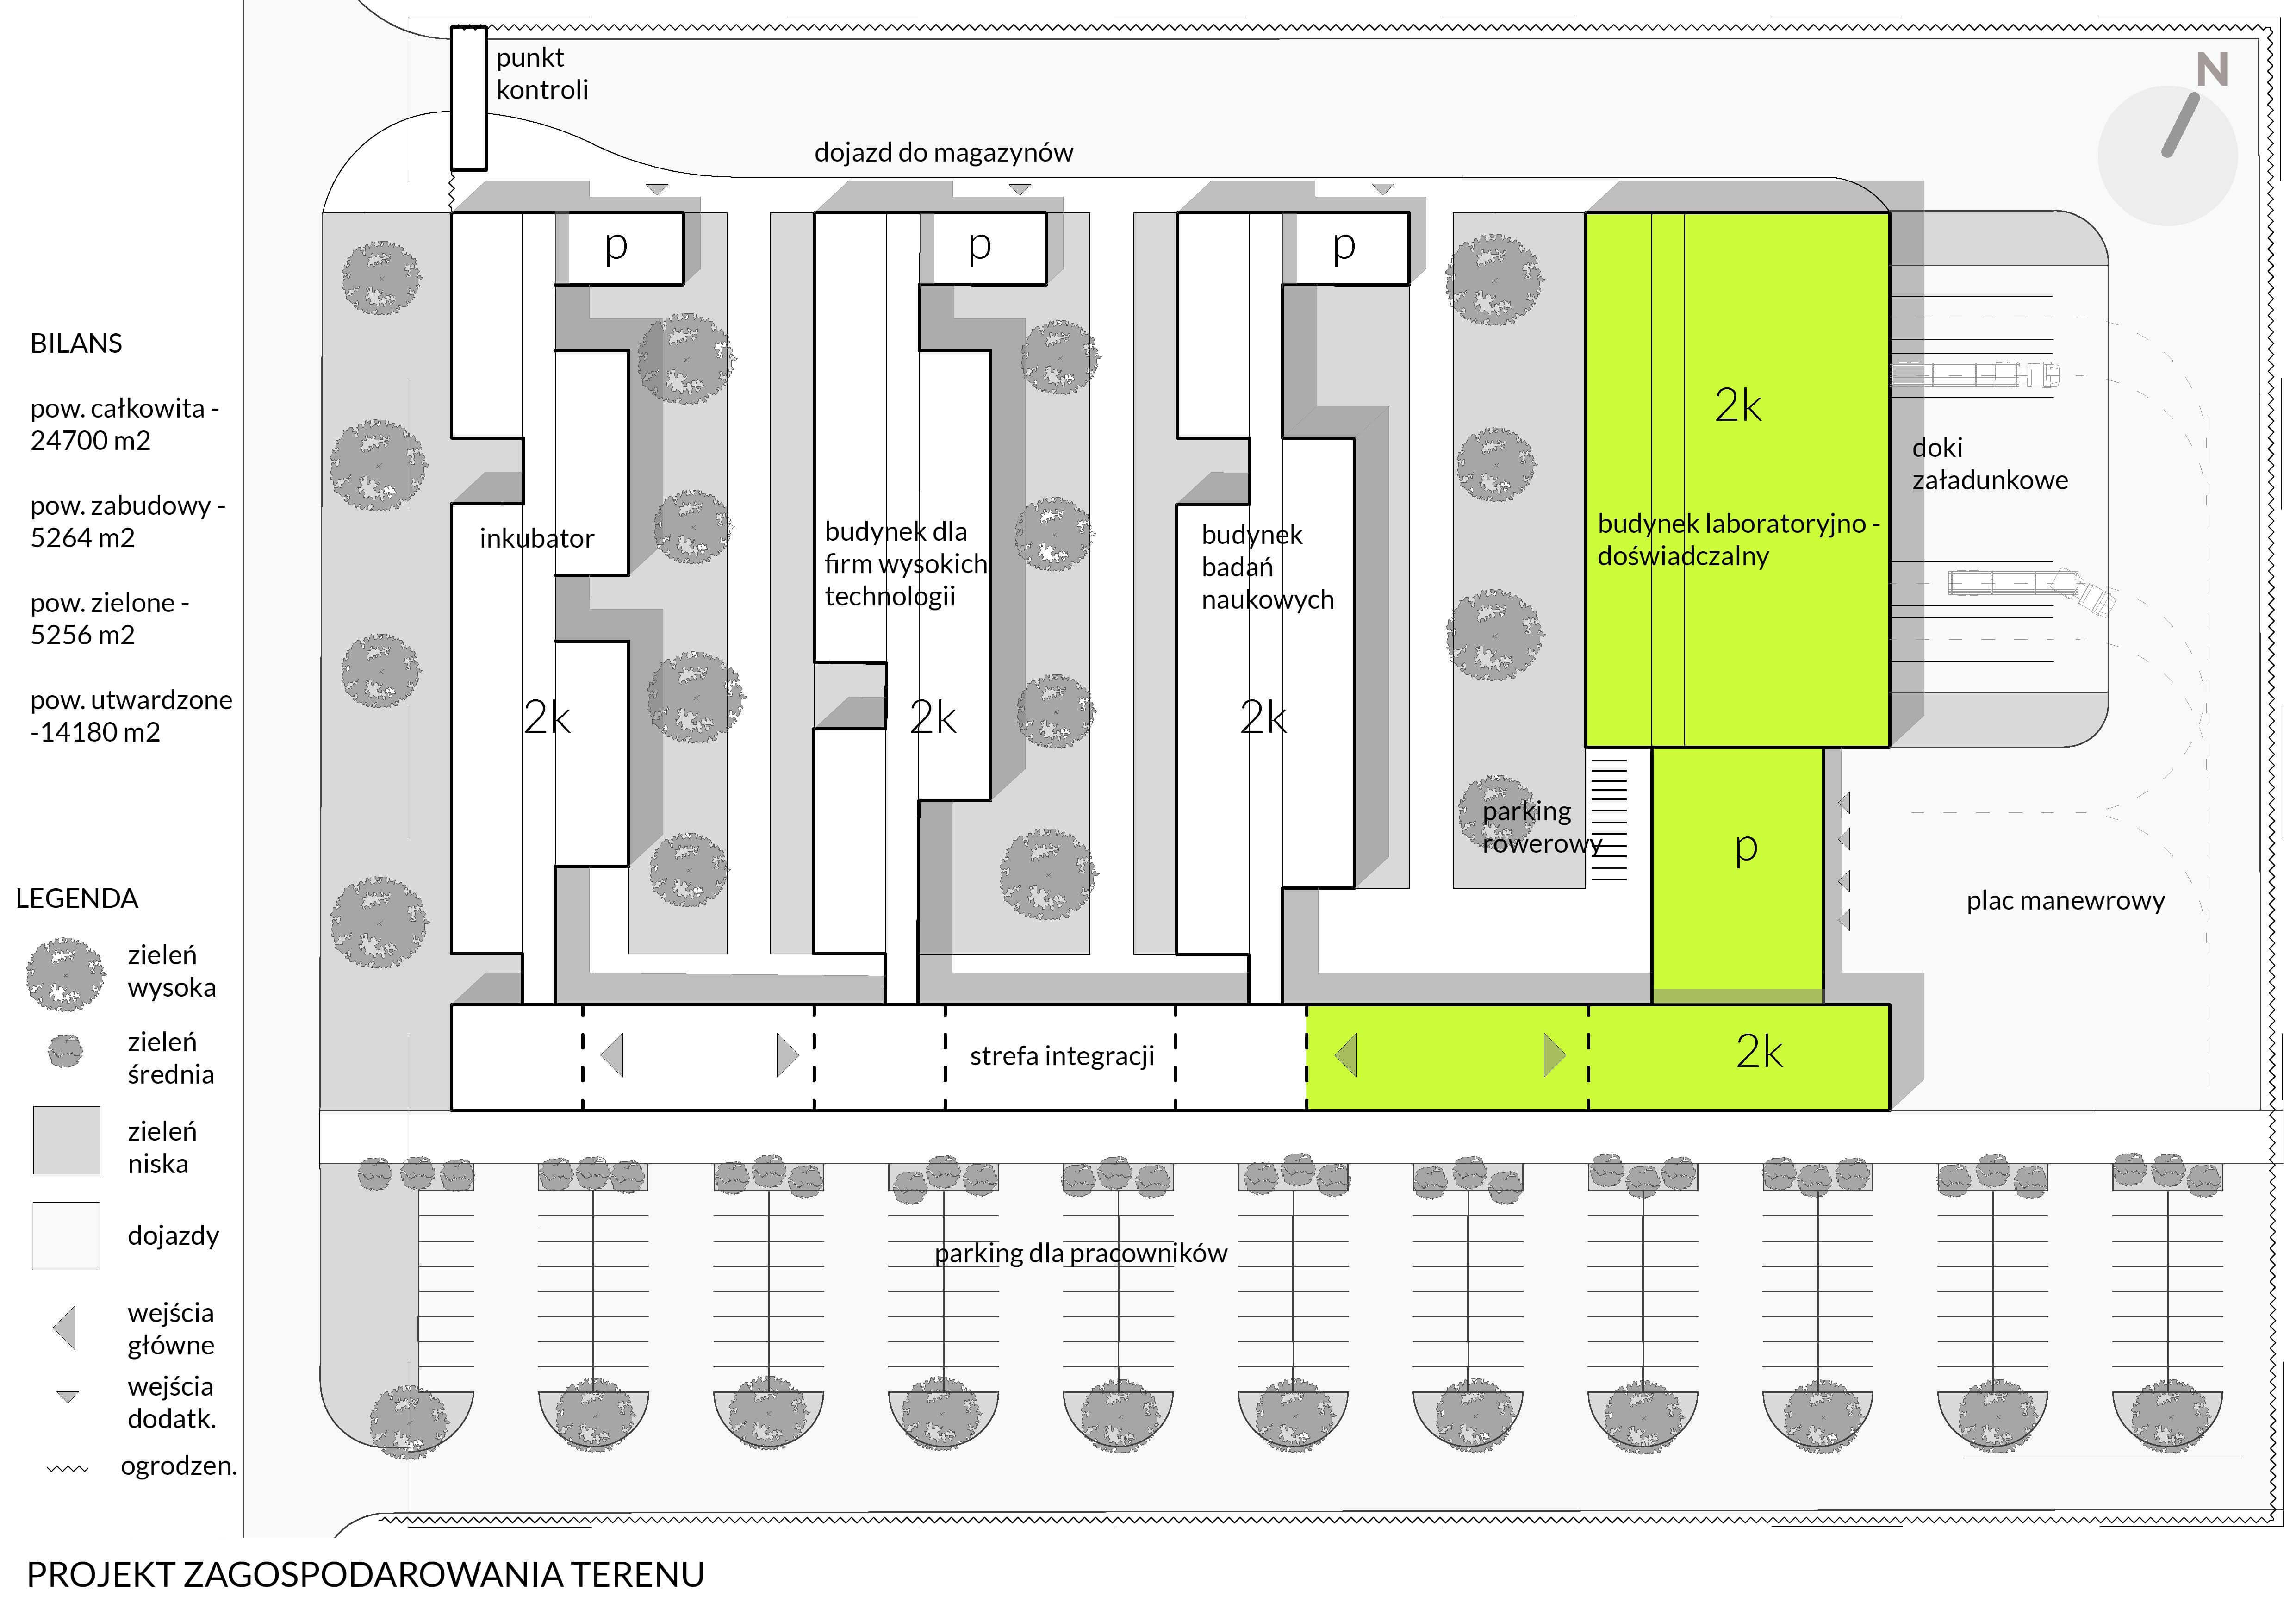 punkt
kontroli
N
dojazd do magazynów
p
p
p
BILANS
pow. całkowita -
24700 m2
pow. zabudowy -
5264 m2
pow. zielone -
5256 m2
pow. utwardzone
-14180 m2
2k
doki
załadunkowe
inkubator
budynek dla
firm wysokich
technologii
budynek
badań
naukowych
budynek laboratoryjno -
doświadczalny
2k
2k
2k
parking
rowerowy
p
plac manewrowy
strefa integracji
2k
LEGENDA
zieleń
wysoka
zieleń
średnia
zieleń
niska
dojazdy
wejścia
główne
wejścia
dodatk.
ogrodzen.
parking dla pracowników
PROJEKT ZAGOSPODAROWANIA TERENU